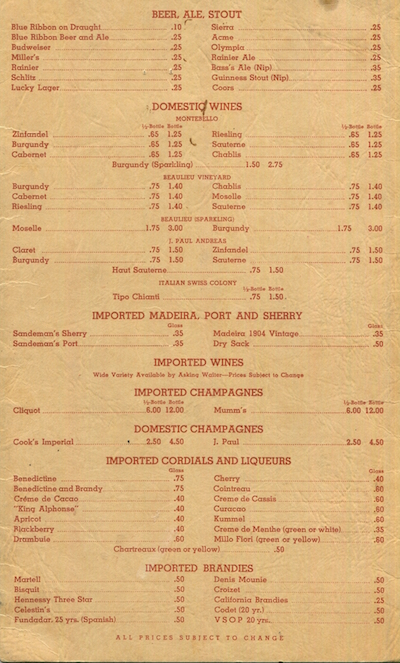 BEER, ALE, STOUT
Blue Ribbon on Draught .10 Sierra .25
Blue Ribbon Beer and Ale .25 Acme .25
Budweiser .25 Olympia .25
Miller's .25 Rainier Ale .25
Rainier .25 Bass's Ale (Nip) .35
Schlitz .25 Guinness Stout (Nip) .35
Lucky Lager .25 Coors .25
DOMESTIC WINES
MONTEBELLO
½-Bottle Bottle ½-Bottle Bottle
Zinfandel .65 1.25 Riesling .65 1.25
Burgundy .65 1.25 Sauterne .65 1.25
Cabernet .65 1.25 Chablis .65 1.25
Burgundy (Sparkling) 1.50 2.75
BEAULIEU VINEYARD
Burgundy .75 1.40 Chablis .75 1.40
Cabernet .75 1.40 Moselle .75 1.40
Riesling .75 1.40 Sauterne .75 1.40
BEAULIEU (SPARKLING)
Moselle 1.75 3.00 Burgundy 1.75 3.00
J. PAUL ANDREAS
Claret .75 1.50 Zinfandel .75 1.50
Burgundy .75 1.50 Sauterne .75 1.50
Haut Sauterne .75 1.50
ITALIAN SWISS COLONY
½-Bottle Bottle
Tipo Chianti .75 1.50
IMPORTED MADEIRA, PORT AND SHERRY
Glass Glass
Sandeman's Sherry .35 Madeira 1904 Vintage .35
Sandeman's Port .35 Dry Sack .50
IMPORTED WINES
Wide Variety Available by Asking Waiter—Prices Subject to Change
IMPORTED CHAMPAGNES
½-Bottle Bottle ½-Bottle Bottle
Cliquot 6.00 12.00 Mumm's 6.00 12.00
DOMESTIC CHAMPAGNES
Cook's Imperial 2.50 4.50 J. Paul 2.50 4.50
IMPORTED CORDIALS AND LIQUEURS
Glass Glass
Benedictine .75 Cherry .40
Benedictine and Brandy .75 Cointreau .60
Créme de Cacao .40 Creme de Cassis .60
"King Alphonse" .40 Curacao .60
Apricot .40 Kummel .60
Blackberry .40 Creme de Menthe (green or white) .35
Drambuie .60 Millo Fiori (green or yellow) .60
Chartreaux (green or yellow) .50
IMPORTED BRANDIES
Martell .50 Denis Mounie .50
Bisquit .50 Croizet .50
Hennessy Three Star .50 California Brandies .25
Celestin's .50 Codet (20 yr.) .50
Fundadar, 25 yrs. (Spanish) .50 V S O P 20 yrs. .50
ALL PRICES SUBJECT TO CHANGE